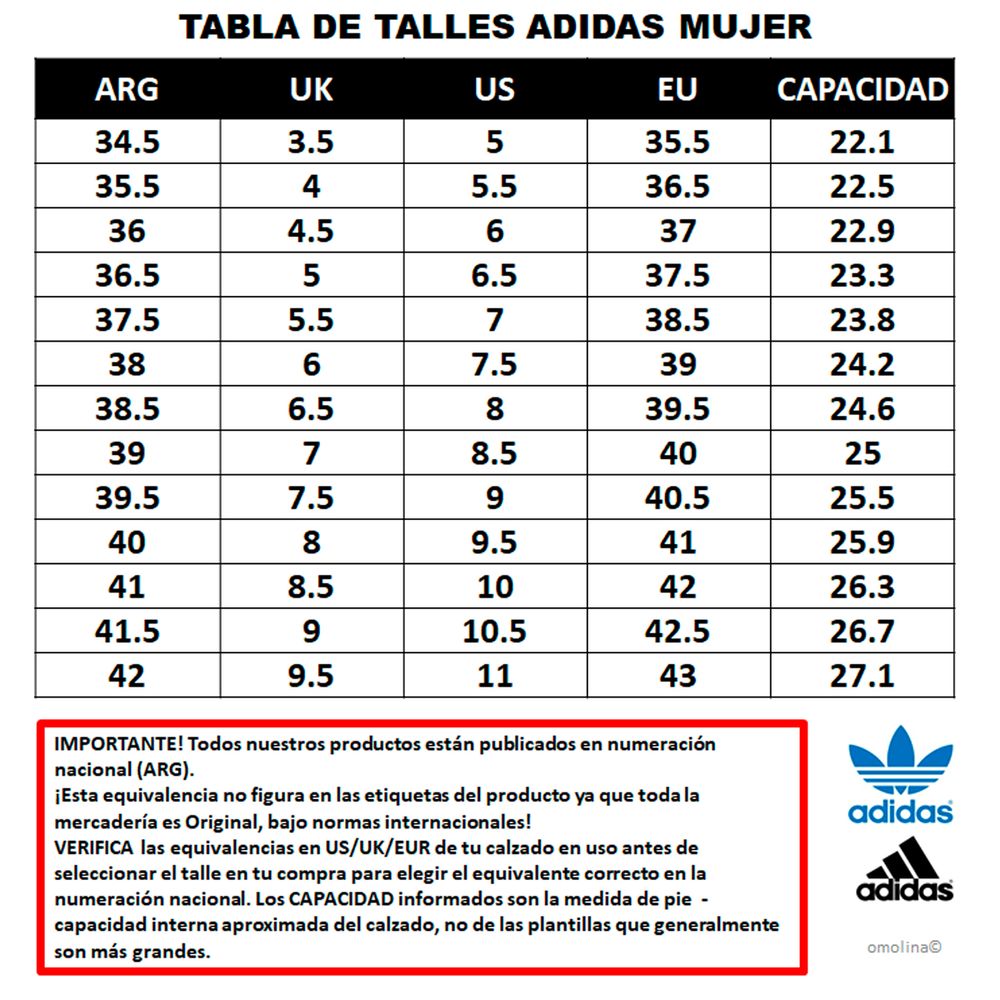 TABLA DE TALLES ADIDAS MUJER
ARG UK US EU CAPACIDAD
34.5 3.5 5 35.5 22.1
35.5 4 5.5 36.5 22.5
36 4.5 6 37 22.9
36.5 5 6.5 37.5 23.3
37.5 5.5 7 38.5 23.8
38 6 7.5 39 24.2
38.5 6.5 8 39.5 24.6
39 7 8.5 40 25
39.5 7.5 9 40.5 25.5
40 8 9.5 41 25.9
41 8.5 10 42 26.3
41.5 9 10.5 42.5 26.7
42 9.5 11 43 27.1
IMPORTANTE! Todos nuestros productos están publicados en numeración
nacional (ARG).
¡Esta equivalencia no figura en las etiquetas del producto ya que toda la
mercadería es Original, bajo normas internacionales!
VERIFICA las equivalencias en US/UK/EUR de tu calzado en uso antes de
seleccionar el talle en tu compra para elegir el equivalente correcto en la
numeración nacional. Los CAPACIDAD informados son la medida de pie -
capacidad interna aproximada del calzado, no de las plantillas que generalmente
son más grandes.
adidas
adidas
omolina©